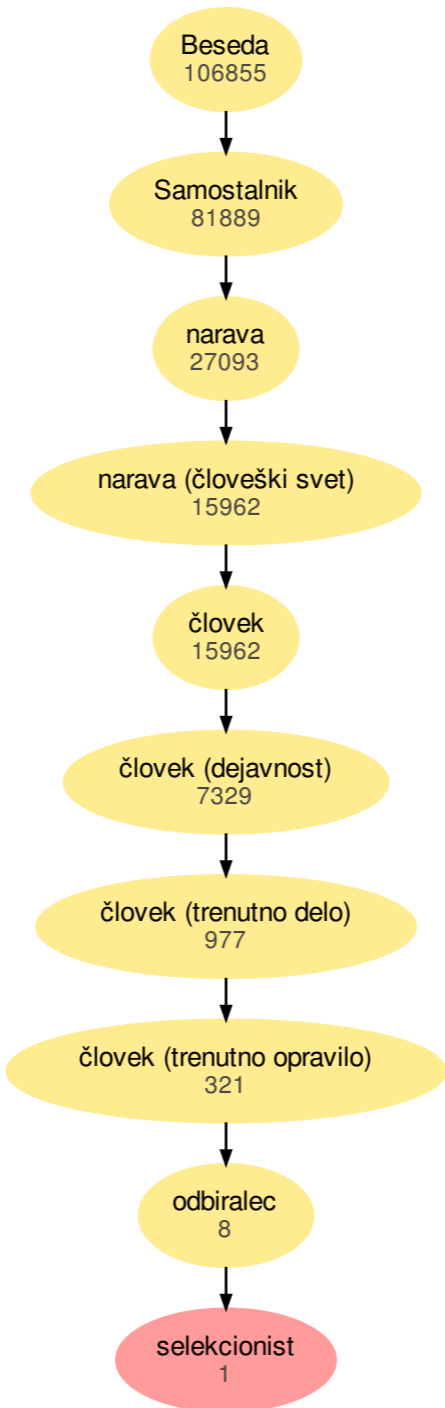 Beseda
106855
Samostalnik
81889
narava
27093
narava (človeški svet)
15962
človek
15962
človek (dejavnost)
7329
človek (trenutno delo)
977
človek (trenutno opravilo)
321
odbiralec
8
selekcionist
1